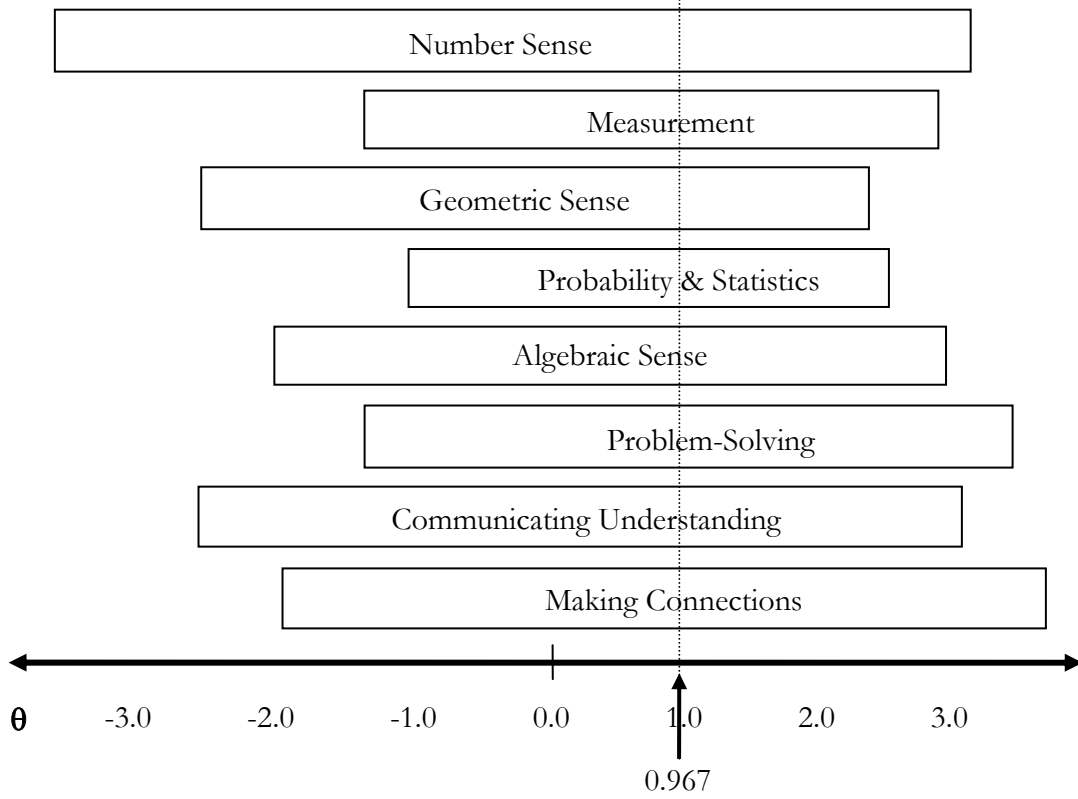 Number Sense
Measurement
Geometric Sense
Probability & Statistics
Algebraic Sense
Problem-Solving
Communicating Understanding
Making Connections
θ -3.0 -2.0 -1.0 0.0 1.0 2.0 3.0
0.967